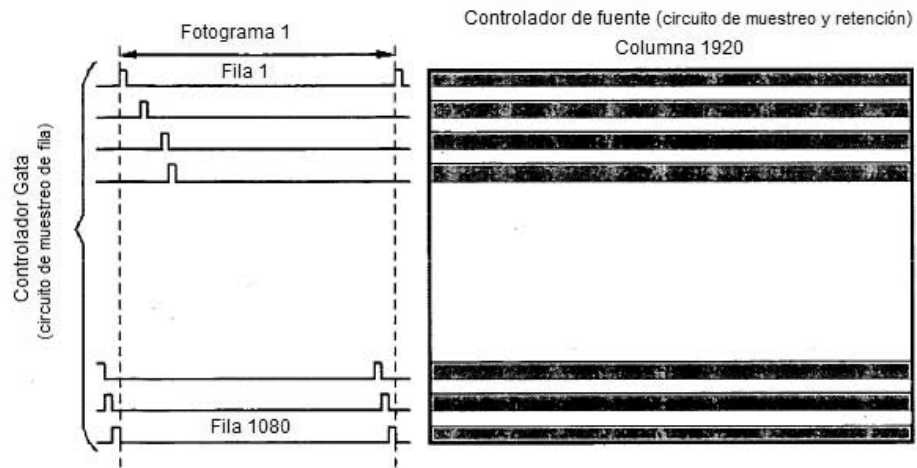 Controlador de fuente (circuito de muestreo y retención)
Columna 1920
Fotograma 1
Fila 1
Controlador Gata
(circuito de muestreo de fila)
Fila 1080